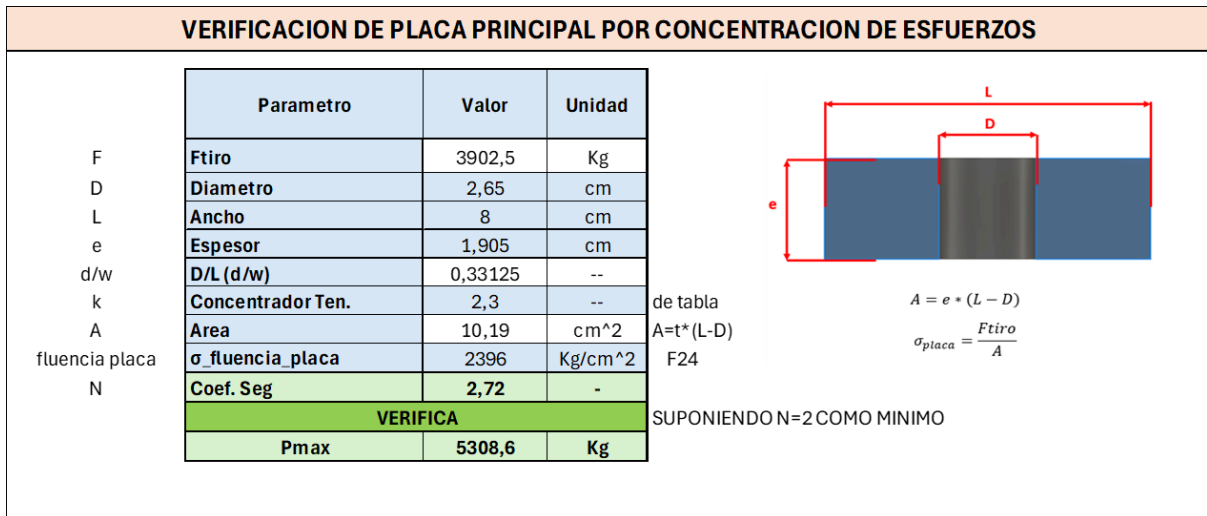 VERIFICACION DE PLACA PRINCIPAL POR CONCENTRACION DE ESFUERZOS
Parametro Valor Unidad
F Ftiro 3902,5 Kg
D Diametro 2,65 cm
L Ancho 8 cm
e Espesor 1,905 cm
d/w D/L (d/w) 0,33125 --
k Concentrador Ten. 2,3 -- de tabla
A Area 10,19 cm^2 A=t*(L-D)
fluencia placa σ_fluencia_placa 2396 Kg/cm^2 F24
N Coef. Seg 2,72 -
VERIFICA SUPONIENDO N=2 COMO MINIMO
Pmax 5308,6 Kg
L
D
e
A = e * (L − D)
σplaca = Ftiro / A